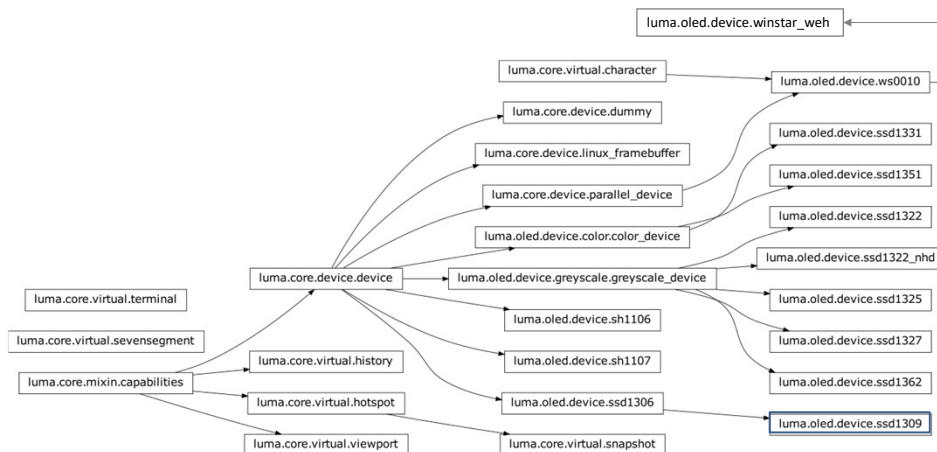 luma.oled.device.winstar_weh
luma.core.virtual.character
luma.oled.device.ws0010
luma.core.device.dummy
luma.oled.device.ssd1331
luma.core.device.linux_framebuffer
luma.oled.device.ssd1351
luma.core.device.parallel_device
luma.oled.device.ssd1322
luma.oled.device.color.color_device
luma.oled.device.ssd1322_nhd
luma.core.device.device
luma.oled.device.greyscale.greyscale_device
luma.core.virtual.terminal
luma.oled.device.ssd1325
luma.oled.device.sh1106
luma.core.virtual.sevensegment
luma.oled.device.ssd1327
luma.core.virtual.history
luma.oled.device.sh1107
luma.core.mixin.capabilities
luma.oled.device.ssd1362
luma.core.virtual.hotspot
luma.oled.device.ssd1306
luma.oled.device.ssd1309
luma.core.virtual.viewport
luma.core.virtual.snapshot